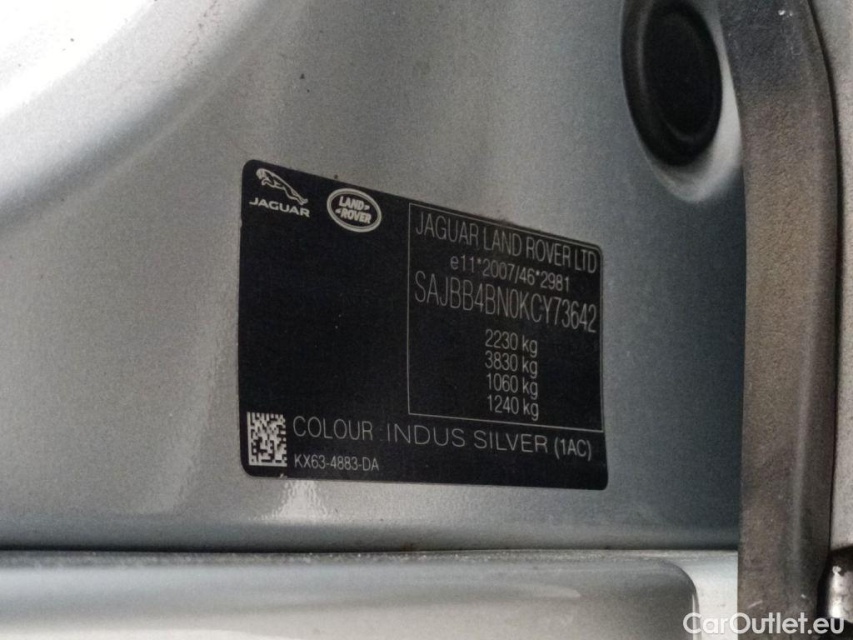 JAGUAR
LAND ROVER
JAGUAR LAND ROVER LTD
e11*2007/46*2981
SAJBB4BN0KCY73642
2230 kg
3830 kg
1060 kg
1240 kg
COLOUR INDUS SILVER (1AC)
KX63-4883-DA
CarOutlet.eu